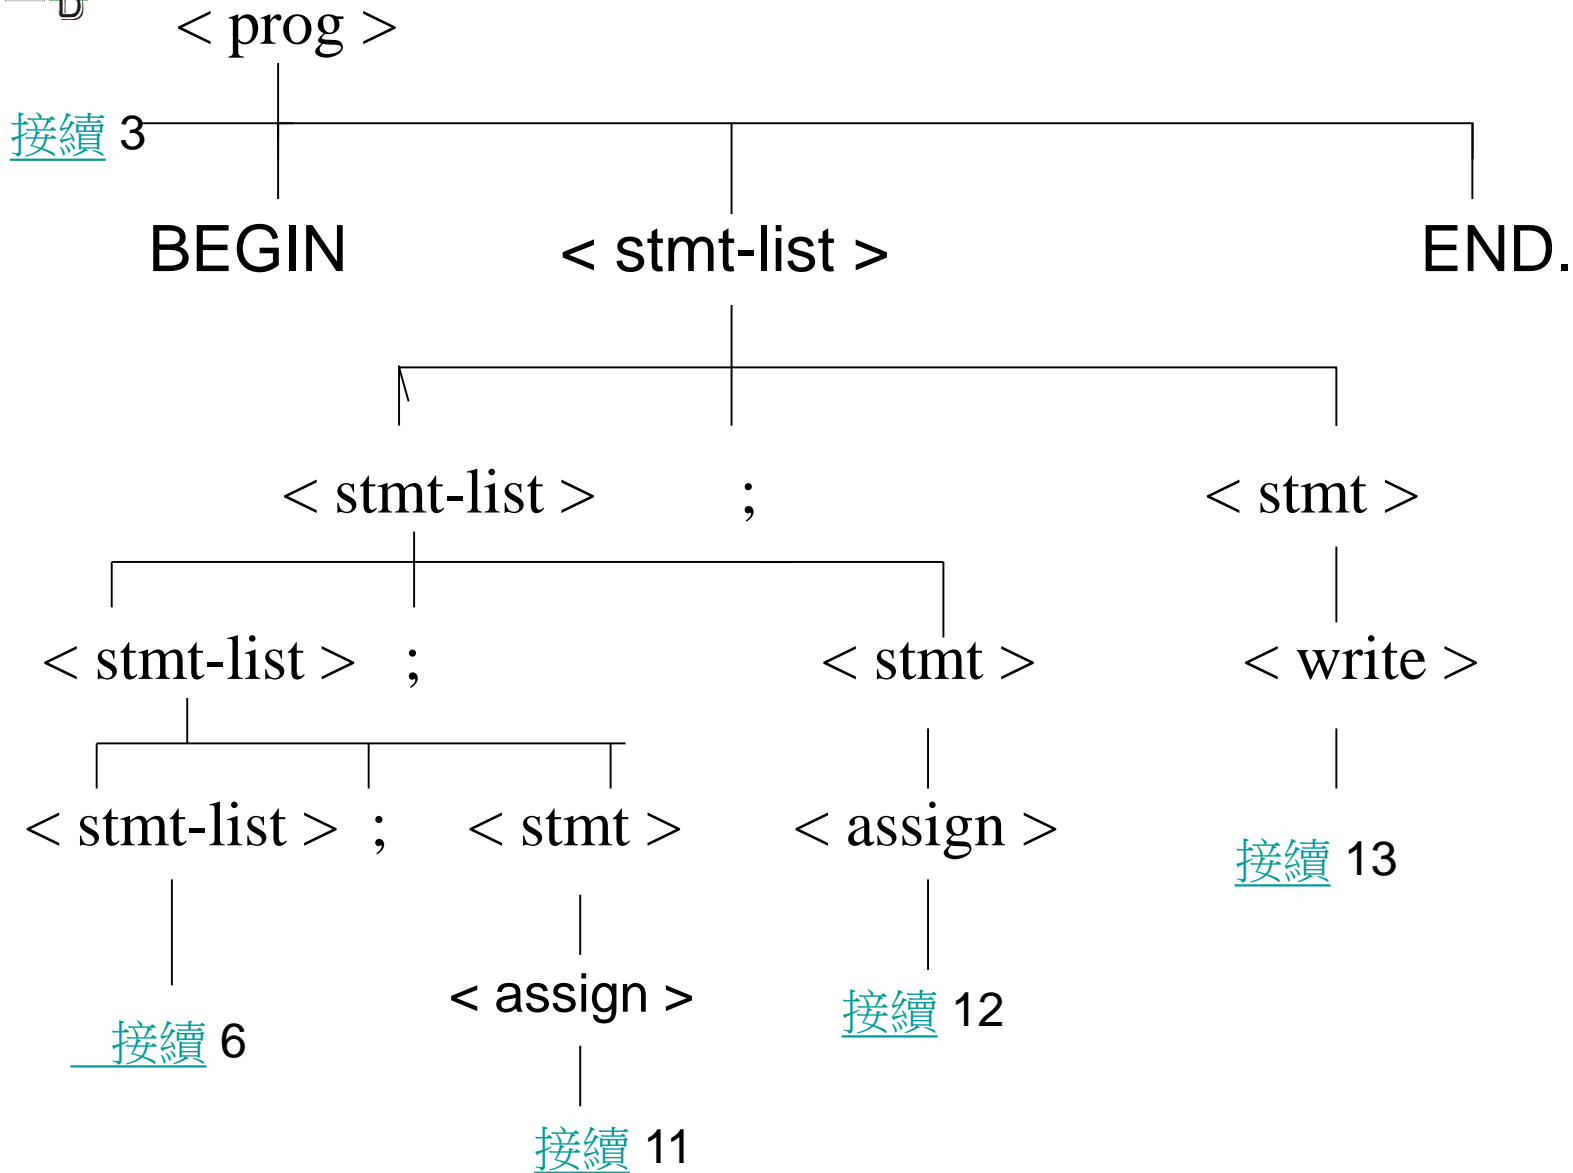 < prog >
接續 3
BEGIN < stmt-list > END.
< stmt-list > ; < stmt >
< stmt-list > ; < stmt > < write >
< stmt-list > ; < stmt > < assign >
接續 13
< assign >
接續 12
接續 6
接續 11